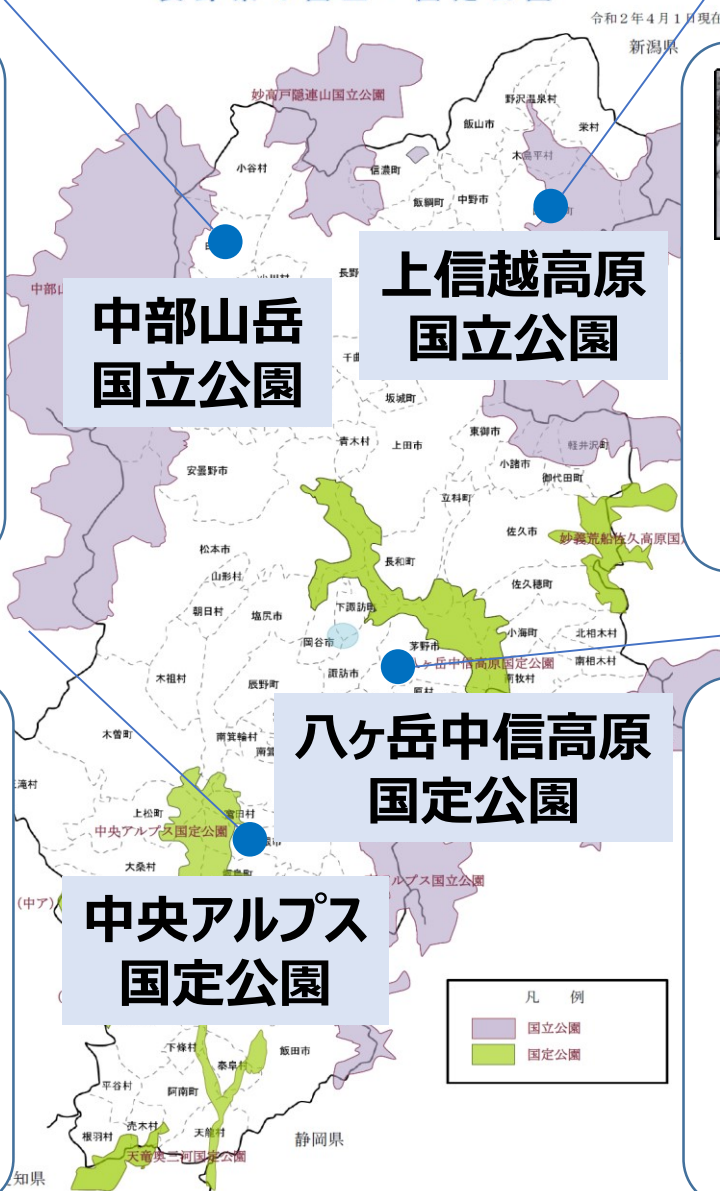 令和２年４月１日現在
新潟県
妙高戸隠連山国立公園
野沢温泉村
飯山市
栄村
木島平村
小谷村
信濃町
飯綱町
中野市
上信越高原
国立公園
中部山岳
国立公園
坂城町
青木村
上田市
東御市
軽井沢町
小諸市
御代田町
安曇野市
立科町
佐久市
妙義荒船佐久高原国
松本市
長和町
山形村
佐久穂町
朝日村
塩尻市
下諏訪町
岡谷市
小海町
北相木村
茅野市
八ヶ岳中信高原国定公園
南相木村
諏訪市
木祖村
辰野町
南牧村
原村
木曽町
南箕輪村
八ヶ岳中信高原
国定公園
上松町
宮田村
中央アルプス国定公園
大桑村
ルプス国立公園
(中ア)
中央アルプス
国定公園
凡 例
国立公園
国定公園
下條村
泰阜村
飯田市
平谷村
阿南町
売木村
天龍村
根羽村
静岡県
天竜奥三河国定公園
知県